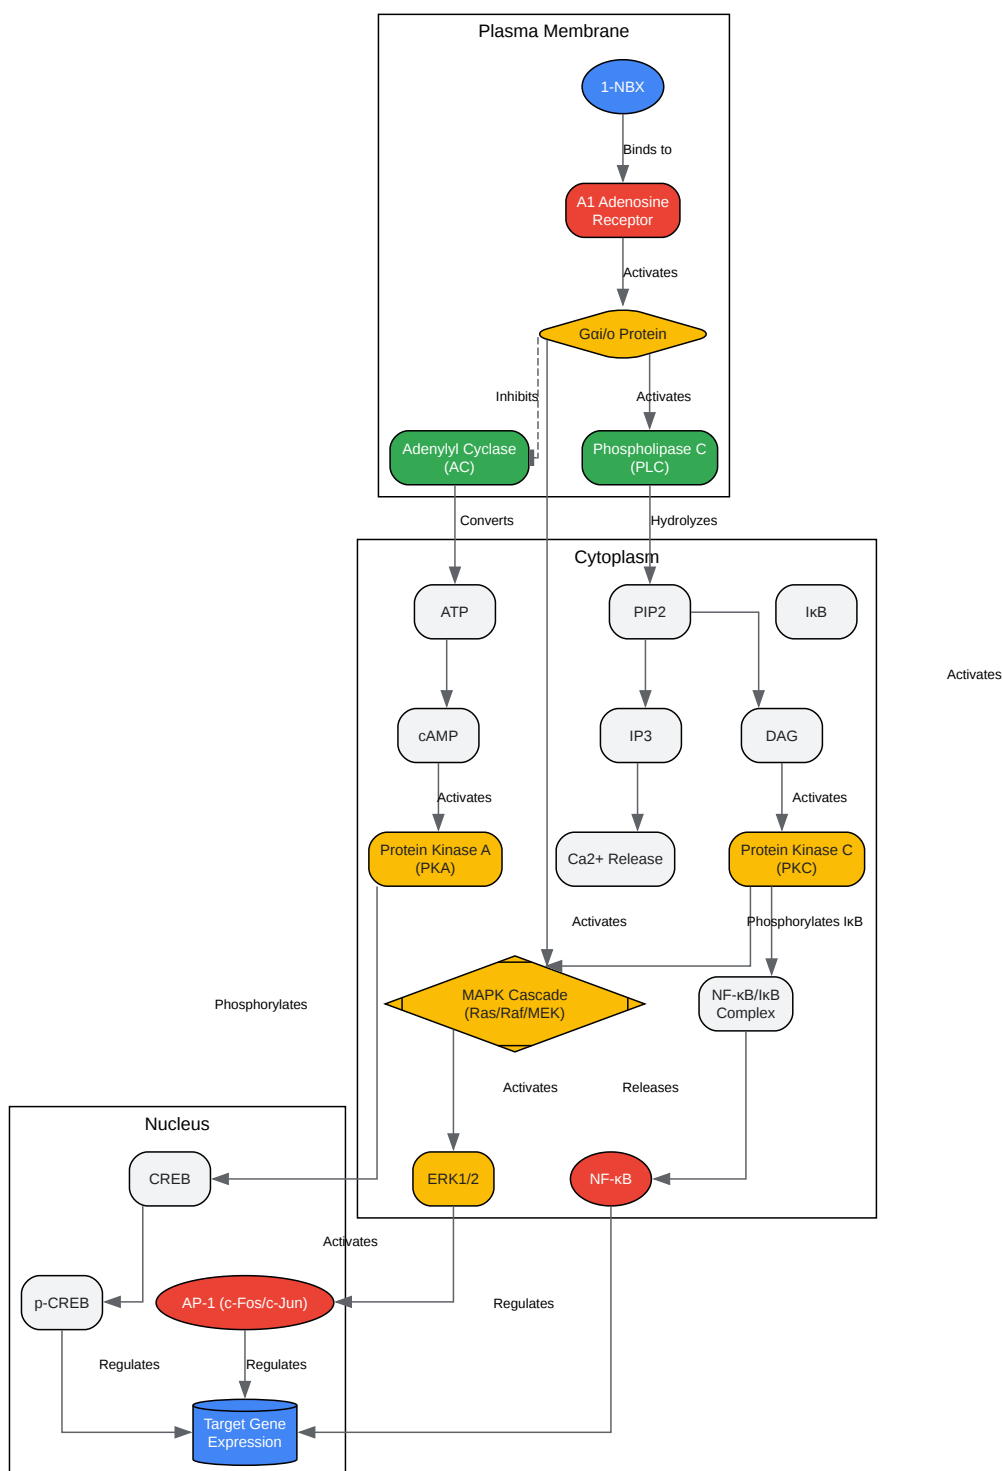 Plasma Membrane
1-NBX
Binds to
A1 Adenosine
Receptor
Activates
Gαi/o Protein
Inhibits
Activates
Adenylyl Cyclase
(AC)
Phospholipase C
(PLC)
Converts
Hydrolyzes
Cytoplasm
ATP
PIP2
IκB
Activates
cAMP
IP3
DAG
Activates
Activates
Protein Kinase A
(PKA)
Ca2+ Release
Protein Kinase C
(PKC)
Activates
Phosphorylates IκB
MAPK Cascade
(Ras/Raf/MEK)
NF-κB/IκB
Complex
Phosphorylates
Activates
Releases
Nucleus
CREB
ERK1/2
NF-κB
Activates
p-CREB
AP-1 (c-Fos/c-Jun)
Regulates
Regulates
Regulates
Target Gene
Expression